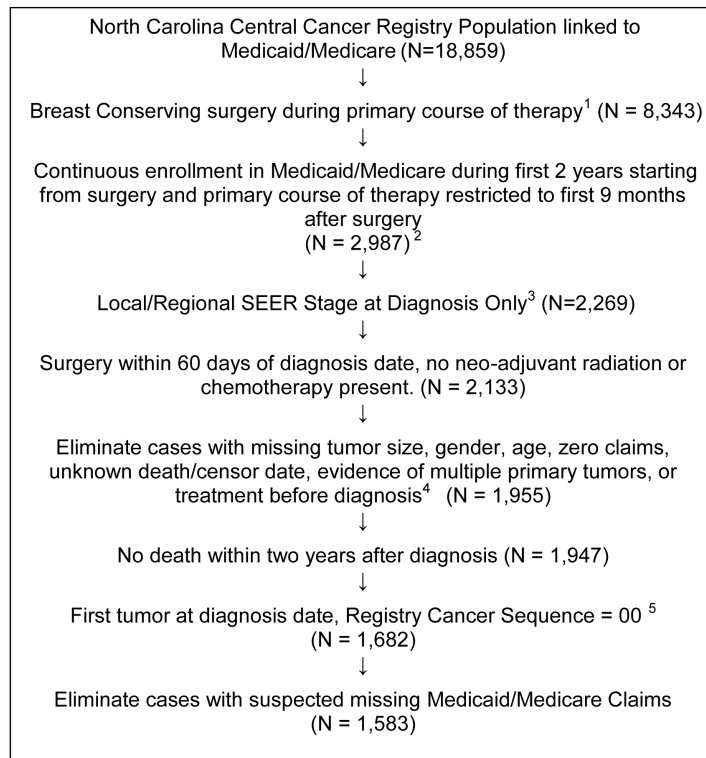 North Carolina Central Cancer Registry Population linked to
Medicaid/Medicare (N=18,859)
↓
Breast Conserving surgery during primary course of therapy¹ (N = 8,343)
↓
Continuous enrollment in Medicaid/Medicare during first 2 years starting
from surgery and primary course of therapy restricted to first 9 months
after surgery
(N = 2,987)²
↓
Local/Regional SEER Stage at Diagnosis Only³ (N=2,269)
↓
Surgery within 60 days of diagnosis date, no neo-adjuvant radiation or
chemotherapy present. (N = 2,133)
↓
Eliminate cases with missing tumor size, gender, age, zero claims,
unknown death/censor date, evidence of multiple primary tumors, or
treatment before diagnosis⁴ (N = 1,955)
↓
No death within two years after diagnosis (N = 1,947)
↓
First tumor at diagnosis date, Registry Cancer Sequence = 00 ⁵
(N = 1,682)
↓
Eliminate cases with suspected missing Medicaid/Medicare Claims
(N = 1,583)